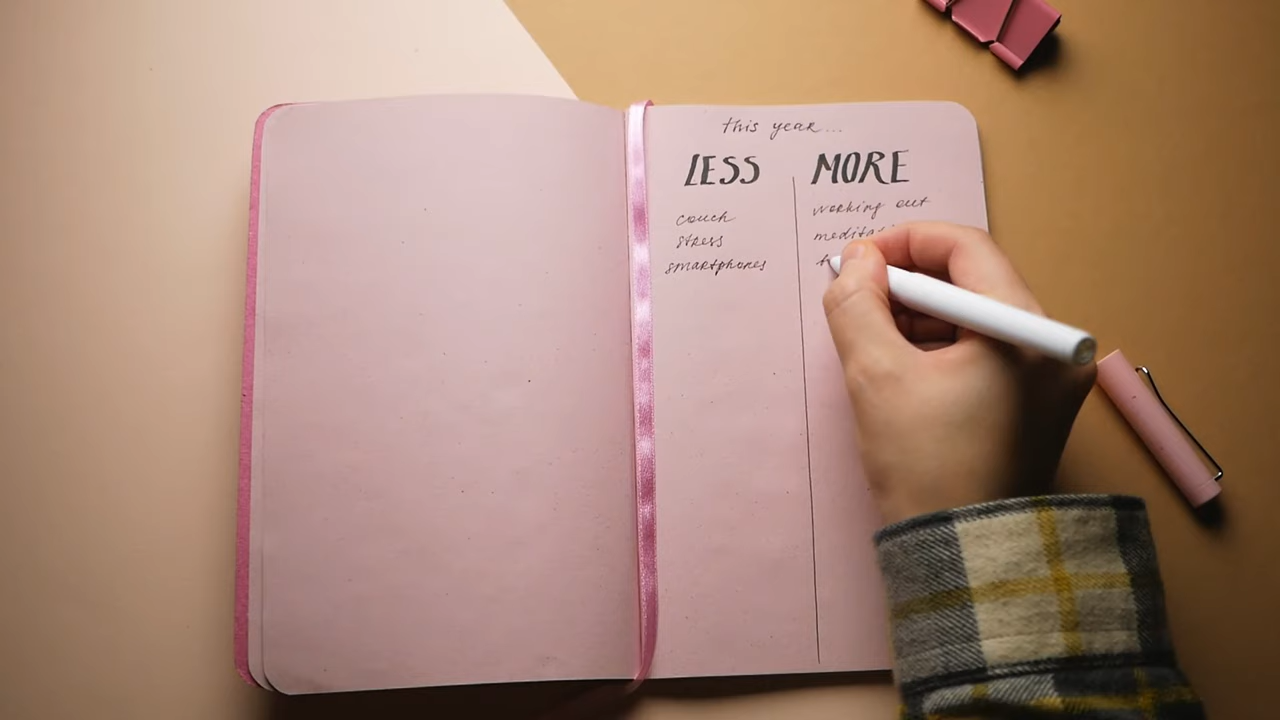 this year...
LESS
MORE
couch
stress
smartphones
working out